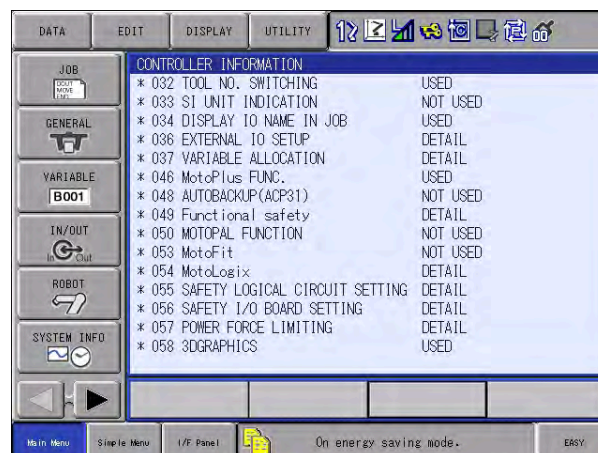 DATA EDIT DISPLAY UTILITY
JOB
DOUT
MOVE
END
GENERAL
VARIABLE
B001
IN/OUT
In Out
ROBOT
SYSTEM INFO
CONTROLLER INFORMATION
* 032 TOOL NO. SWITCHING USED
* 033 SI UNIT INDICATION NOT USED
* 034 DISPLAY IO NAME IN JOB USED
* 036 EXTERNAL IO SETUP DETAIL
* 037 VARIABLE ALLOCATION DETAIL
* 046 MotoPlus FUNC. USED
* 048 AUTOBACKUP(ACP31) NOT USED
* 049 Functional safety DETAIL
* 050 MOTOPAL FUNCTION NOT USED
* 053 MotoFit NOT USED
* 054 MotoLogix DETAIL
* 055 SAFETY LOGICAL CIRCUIT SETTING DETAIL
* 056 SAFETY I/O BOARD SETTING DETAIL
* 057 POWER FORCE LIMITING DETAIL
* 058 3DGRAPHICS USED
Main Menu Simple Menu I/F Panel On energy saving mode. EASY